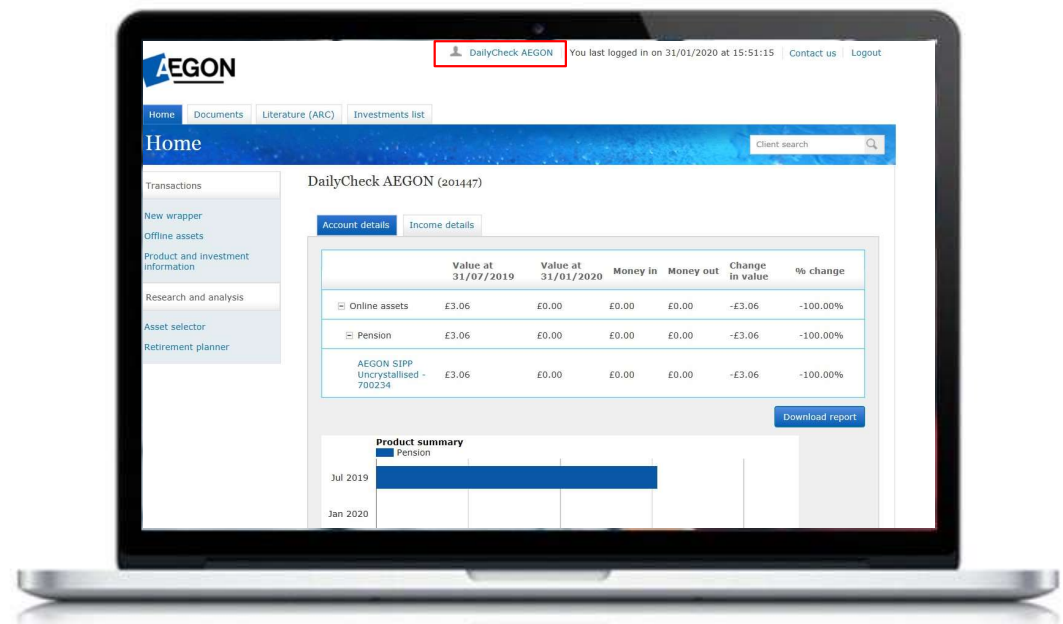 AEGON
DailyCheck AEGON You last logged in on 31/01/2020 at 15:51:15 Contact us Logout
Home Documents Literature (ARC) Investments list
Home Client search
Transactions
New wrapper
Offline assets
Product and investment
information
Research and analysis
Asset selector
Retirement planner
DailyCheck AEGON (201447)
Account details Income details
Value at 31/07/2019 Value at 31/01/2020 Money in Money out Change in value % change
Online assets £3.06 £0.00 £0.00 £0.00 -£3.06 -100.00%
Pension £3.06 £0.00 £0.00 £0.00 -£3.06 -100.00%
AEGON SIPP
Uncrystallised - £3.06 £0.00 £0.00 £0.00 -£3.06 -100.00%
700234
Download report
Product summary
Pension
Jul 2019
Jan 2020